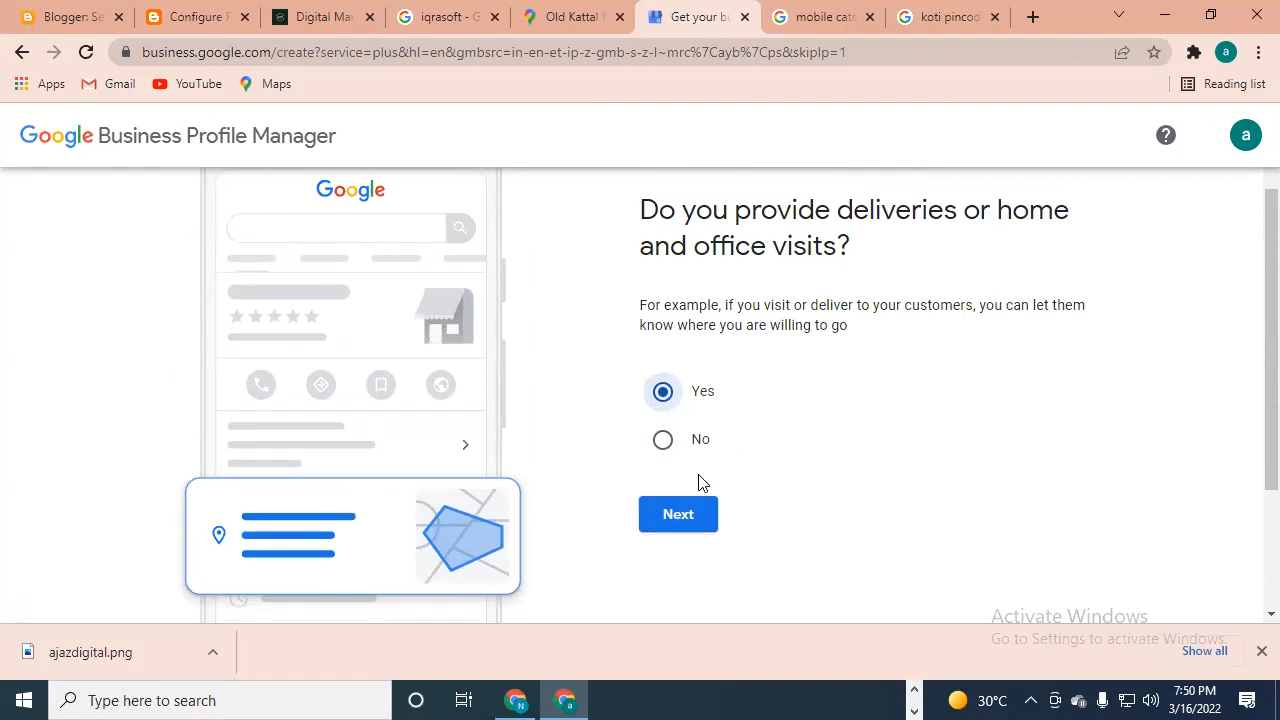 Blogger: Se
Configure F
Digital Mar
iqrasoft - G
Old Kattal M
Get your bu
mobile cate
koti pincod
business.google.com/create?service=plus&hl=en&gmbsrc=in-en-et-ip-z-gmb-s-z-l~mrc%7Cayb%7Cps&skiplp=1
a
Apps
Gmail
YouTube
Maps
Reading list
Google Business Profile Manager
a
Google
Do you provide deliveries or home
and office visits?
For example, if you visit or deliver to your customers, you can let them
know where you are willing to go
Yes
No
Next
Activate Windows
Go to Settings to activate Windows.
ajazdigital.png
Show all
Type here to search
N
a
30°C
7:50 PM
3/16/2022